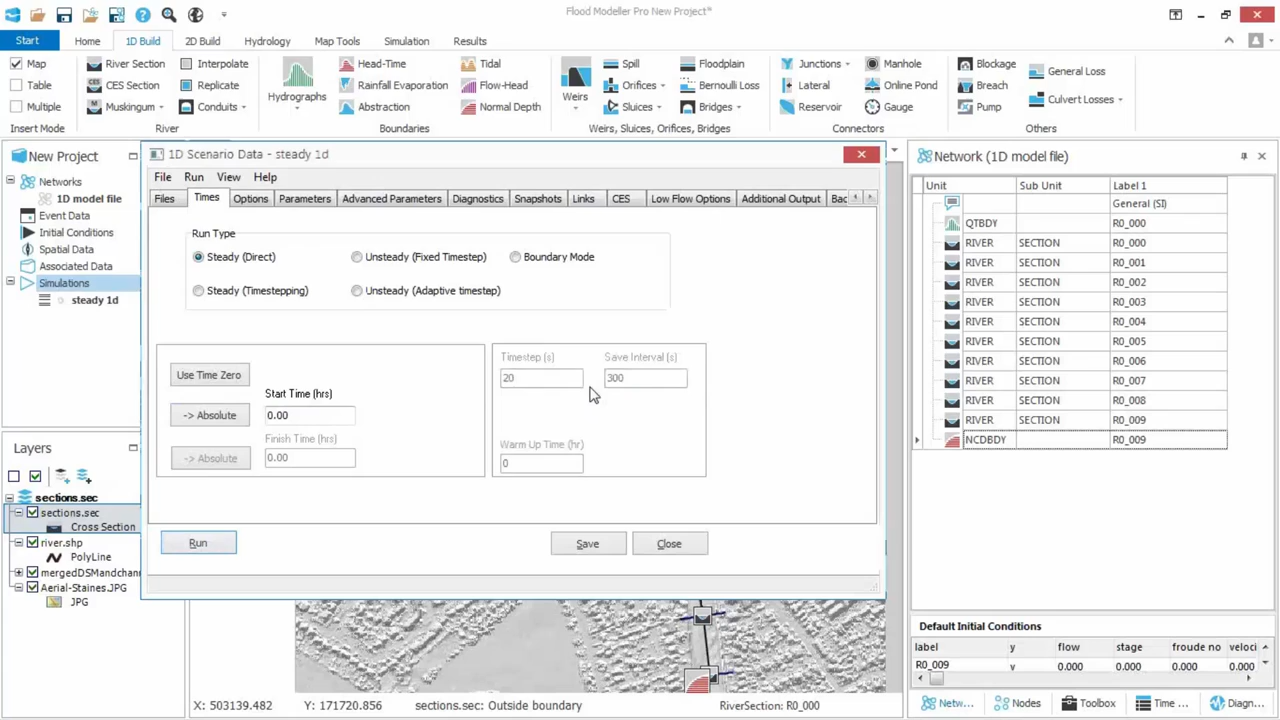 Flood Modeller Pro New Project*
Start Home 1D Build 2D Build Hydrology Map Tools Simulation Results
Map River Section Interpolate Head-Time Tidal Spill Floodplain Junctions Manhole Blockage General Loss
Table CES Section Replicate Hydrographs Rainfall Evaporation Flow-Head Weirs Orifices Bernoulli Loss Lateral Online Pond Breach Culvert Losses
Multiple Muskingum Conduits Abstraction Normal Depth Sluices Bridges Reservoir Gauge Pump
Insert Mode River Boundaries Weirs, Sluices, Orifices, Bridges Connectors Others
New Project
Networks
1D model file
Event Data
Initial Conditions
Spatial Data
Associated Data
Simulations
steady 1d
Layers
sections.sec
sections.sec
Cross Section
river.shp
PolyLine
mergedDSMandchann
Aerial-Staines.JPG
JPG
1D Scenario Data - steady 1d
File Run View Help
Files Times Options Parameters Advanced Parameters Diagnostics Snapshots Links CES Low Flow Options Additional Output Bac
Run Type
Steady (Direct) Unsteady (Fixed Timestep) Boundary Mode
Steady (Timestepping) Unsteady (Adaptive timestep)
Use Time Zero
Start Time (hrs)
-> Absolute 0.00
Finish Time (hrs)
-> Absolute 0.00
Timestep (s) Save Interval (s)
20 300
Warm Up Time (hr)
0
Run Save Close
Network (1D model file)
Unit Sub Unit Label 1
General (SI)
QTBDY R0_000
RIVER SECTION R0_000
RIVER SECTION R0_001
RIVER SECTION R0_002
RIVER SECTION R0_003
RIVER SECTION R0_004
RIVER SECTION R0_005
RIVER SECTION R0_006
RIVER SECTION R0_007
RIVER SECTION R0_008
RIVER SECTION R0_009
NCDBDY R0_009
Default Initial Conditions
label y flow stage froude no veloci
R0_009 y 0.000 0.000 0.000 0.000
Netw... Nodes Toolbox Time ... Diagn...
X: 503139.482 Y: 171720.856 sections.sec: Outside boundary RiverSection: R0_000